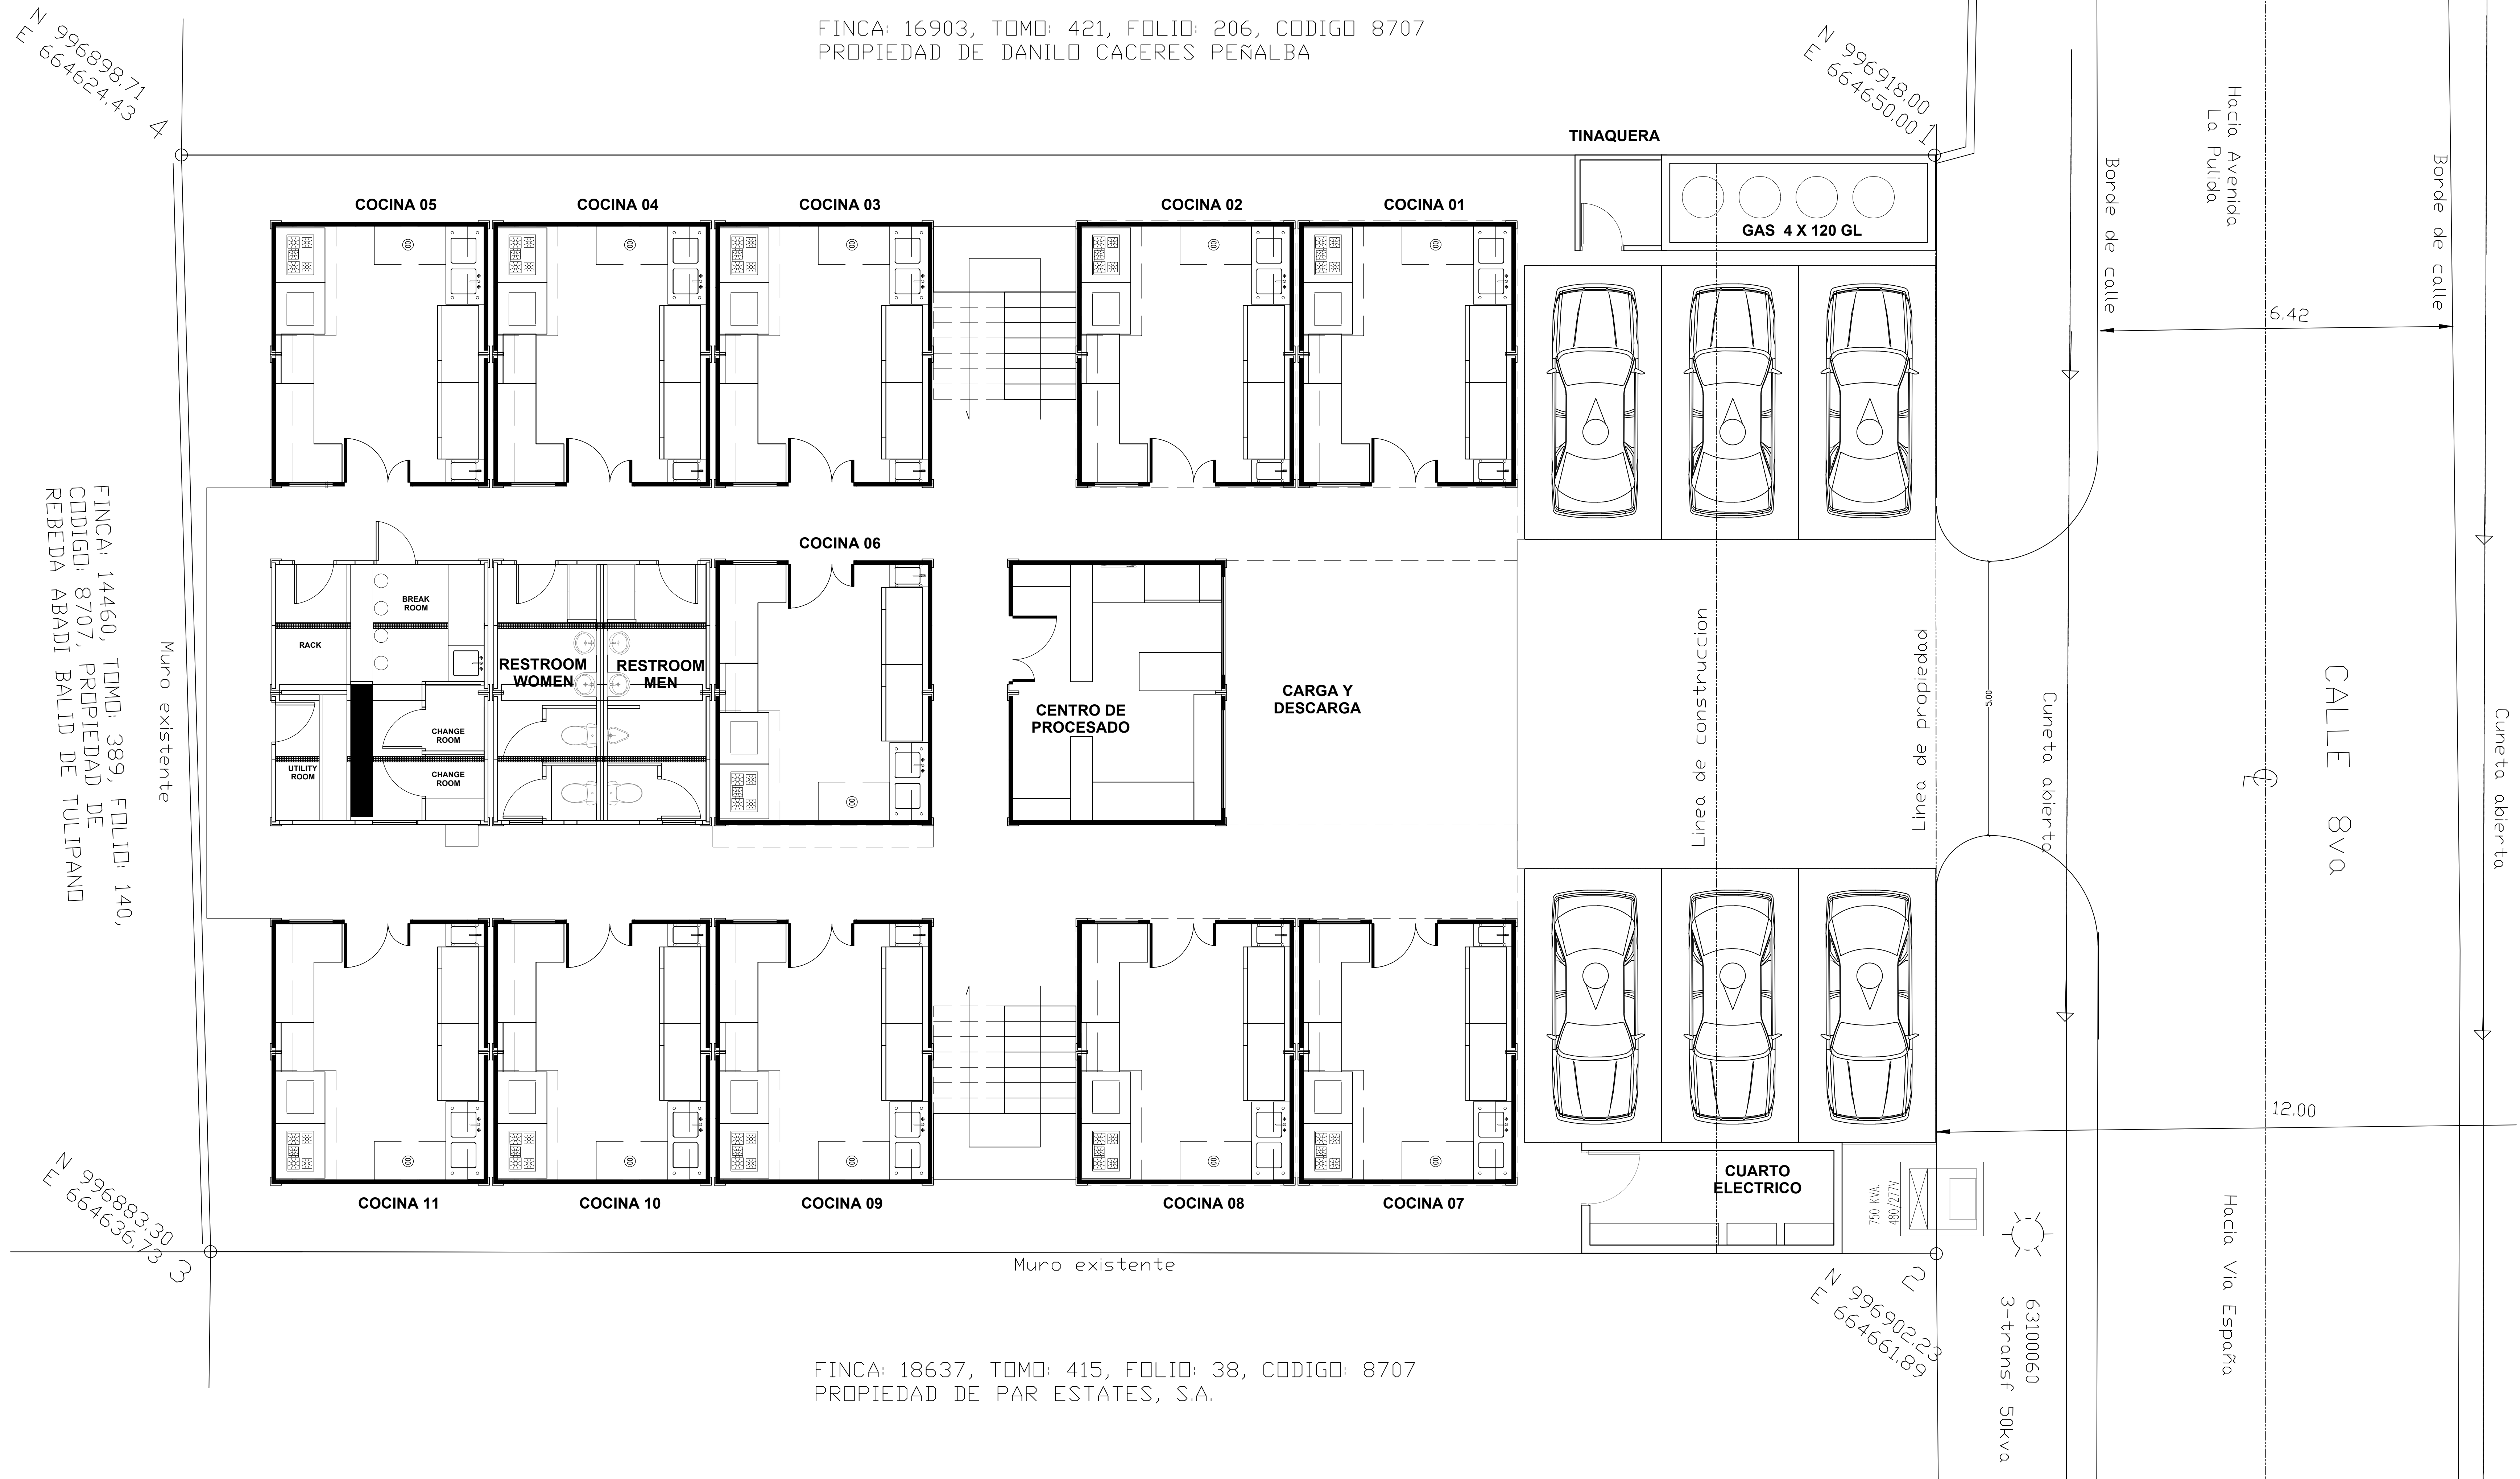 FINCA: 16903, TOMO: 421, FOLIO: 206, CODIGO 8707
PROPIEDAD DE DANILO CACERES PEÑALBA
N 996898.71
E 664624.43
4
N 996918.00
E 664650.00
1
TINAQUERA
GAS 4 X 120 GL
COCINA 05
COCINA 04
COCINA 03
COCINA 02
COCINA 01
Hacia Avenida
La Pulida
Borde de calle
Borde de calle
6.42
FINCA: 14460, TOMO: 389, FOLIO: 140,
CODIGO: 8707, PROPIEDAD DE
REBEDA ABADI BALID DE TULIPANO
Muro existente
BREAK
ROOM
RACK
CHANGE
ROOM
CHANGE
ROOM
UTILITY
ROOM
RESTROOM
WOMEN
RESTROOM
MEN
COCINA 06
CENTRO DE
PROCESADO
CARGA Y
DESCARGA
Linea de construccion
Linea de propiedad
5.00
Cuneta abierta
CALLE 8va
Cuneta abierta
12.00
COCINA 11
COCINA 10
COCINA 09
COCINA 08
COCINA 07
CUARTO
ELECTRICO
750 KVA.
480/277V
N 996883.30
E 664636.73
3
Muro existente
2
N 996902.23
E 664661.89
63100060
3-transf 50kva
Hacia Via España
FINCA: 18637, TOMO: 415, FOLIO: 38, CODIGO: 8707
PROPIEDAD DE PAR ESTATES, S.A.